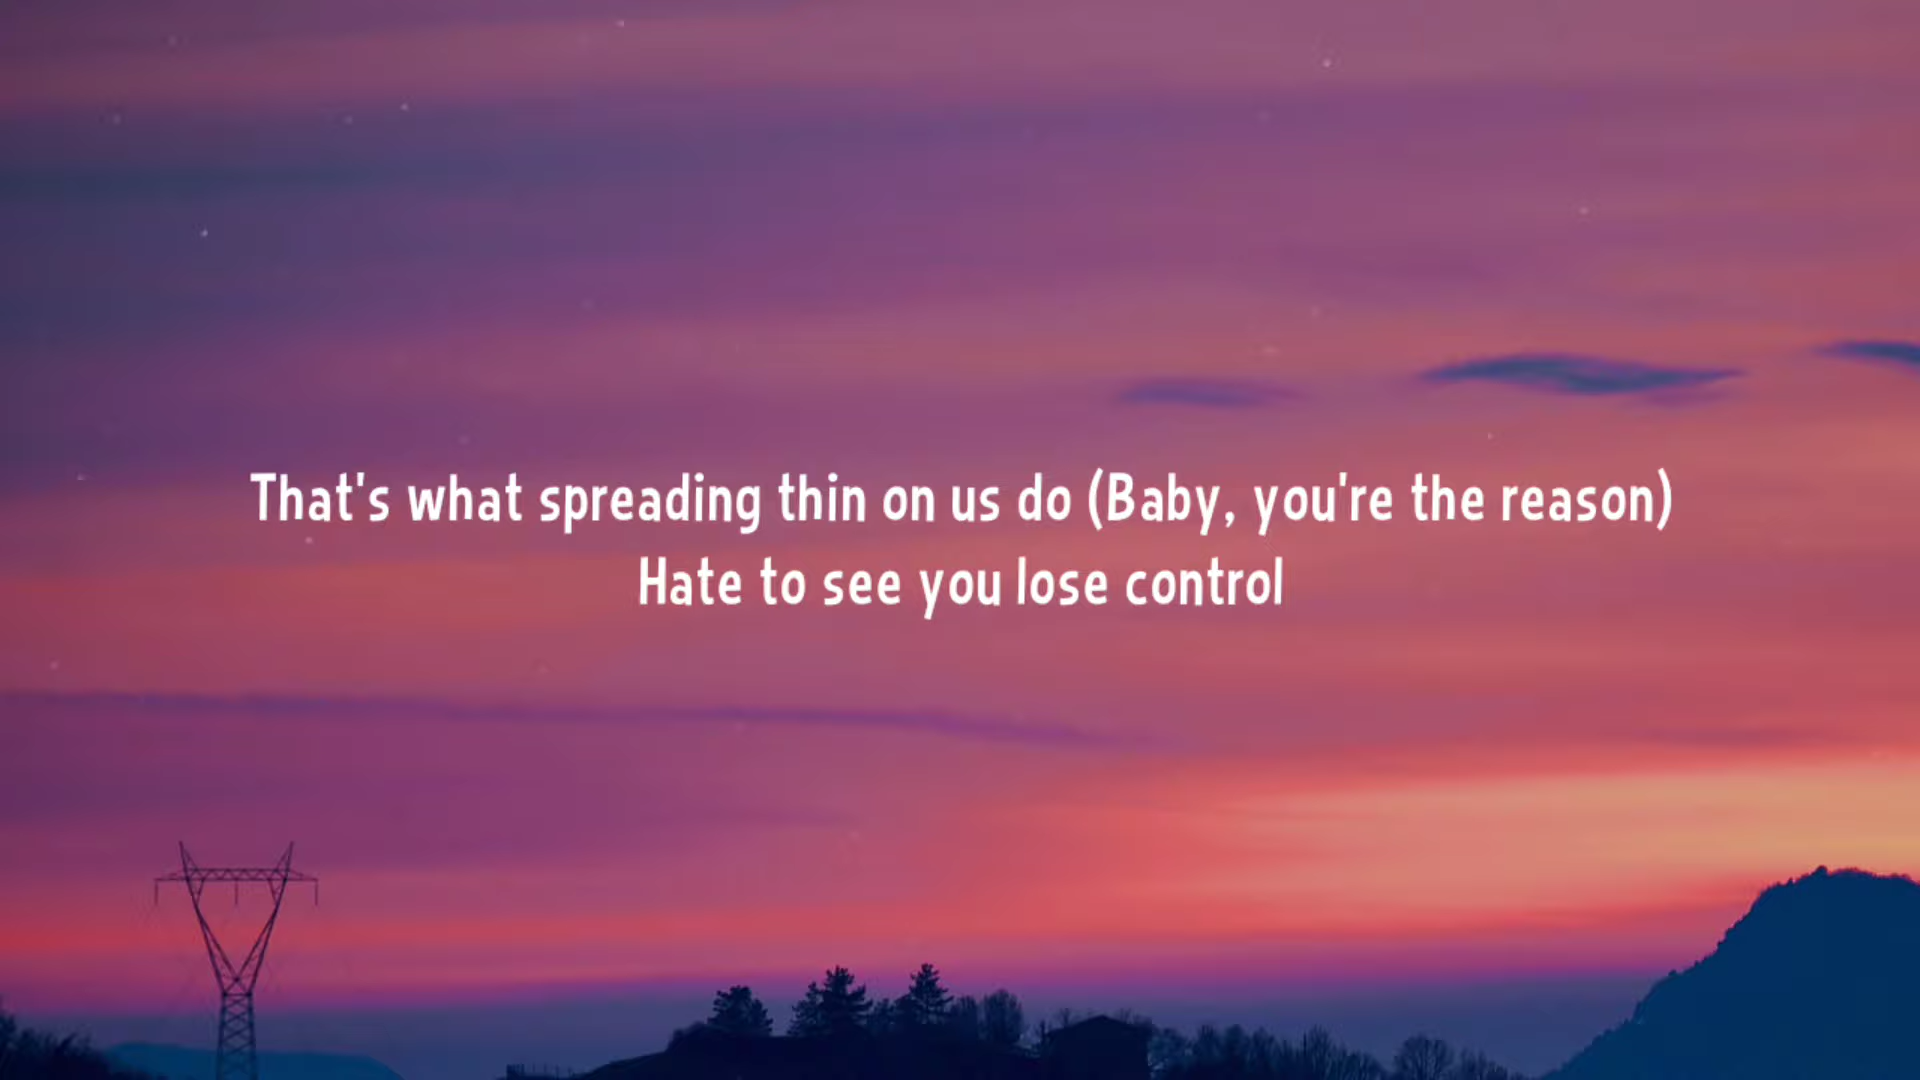 That's what spreading thin on us do (Baby, you're the reason)
Hate to see you lose control